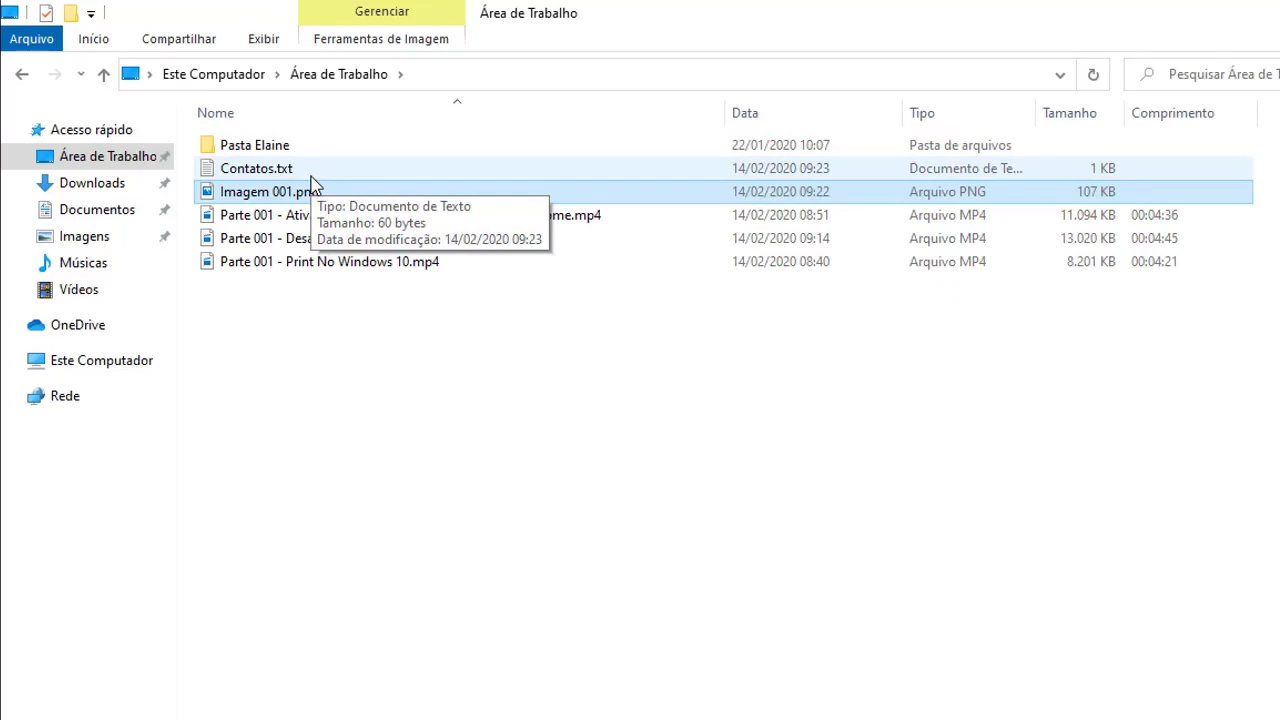 Gerenciar Área de Trabalho
Arquivo Início Compartilhar Exibir Ferramentas de Imagem
Este Computador Área de Trabalho Pesquisar Área de
Nome Data Tipo Tamanho Comprimento
Acesso rápido
Área de Trabalho
Downloads
Documentos
Imagens
Músicas
Vídeos
OneDrive
Este Computador
Rede
Pasta Elaine 22/01/2020 10:07 Pasta de arquivos
Contatos.txt 14/02/2020 09:23 Documento de Te... 1 KB
Imagem 001.pn 14/02/2020 09:22 Arquivo PNG 107 KB
Parte 001 - Ativ ome.mp4 14/02/2020 08:51 Arquivo MP4 11.094 KB 00:04:36
Parte 001 - Desa 14/02/2020 09:14 Arquivo MP4 13.020 KB 00:04:45
Parte 001 - Print No Windows 10.mp4 14/02/2020 08:40 Arquivo MP4 8.201 KB 00:04:21
Tipo: Documento de Texto
Tamanho: 60 bytes
Data de modificação: 14/02/2020 09:23